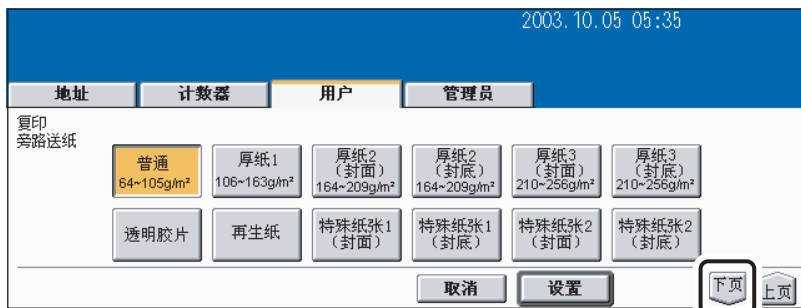 2003.10.05 05:35
地址
计数器
用户
管理员
复印
旁路送纸
普通
64~105g/m²
厚纸1
106~163g/m²
厚纸2
(封面)
164~209g/m²
厚纸2
(封底)
164~209g/m²
厚纸3
(封面)
210~256g/m²
厚纸3
(封底)
210~256g/m²
透明胶片
再生纸
特殊纸张1
(封面)
特殊纸张1
(封底)
特殊纸张2
(封面)
特殊纸张2
(封底)
取消
设置
下页
上页